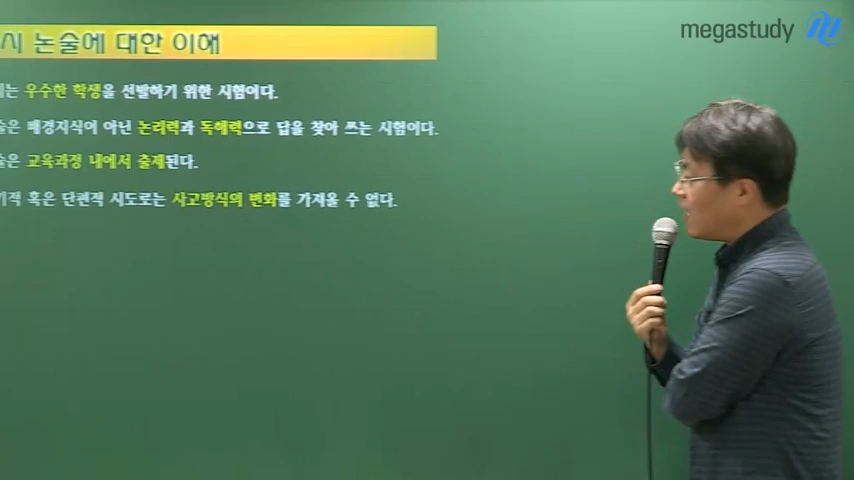 megastudy
시 논술에 대한 이해
는 우수한 학생을 선발하기 위한 시험이다.
술은 배경지식이 아닌 논리력과 독해력으로 답을 찾아 쓰는 시험이다.
술은 교육과정 내에서 출제된다.
기적 혹은 단편적 시도로는 사고방식의 변화를 가져올 수 없다.